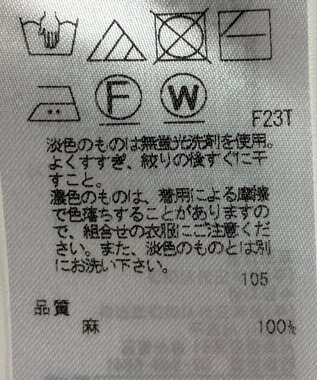 F
W
F23T
淡色のものは無蛍光洗剤を使用。
よくすすぎ、絞りの後すぐに干
すこと。
濃色のものは、着用による摩擦
で色落ちすることがありますの
で、組合せの衣服にご注意くだ
さい。また、淡色のものとは別
にお洗い下さい。
105
品質
麻 100%